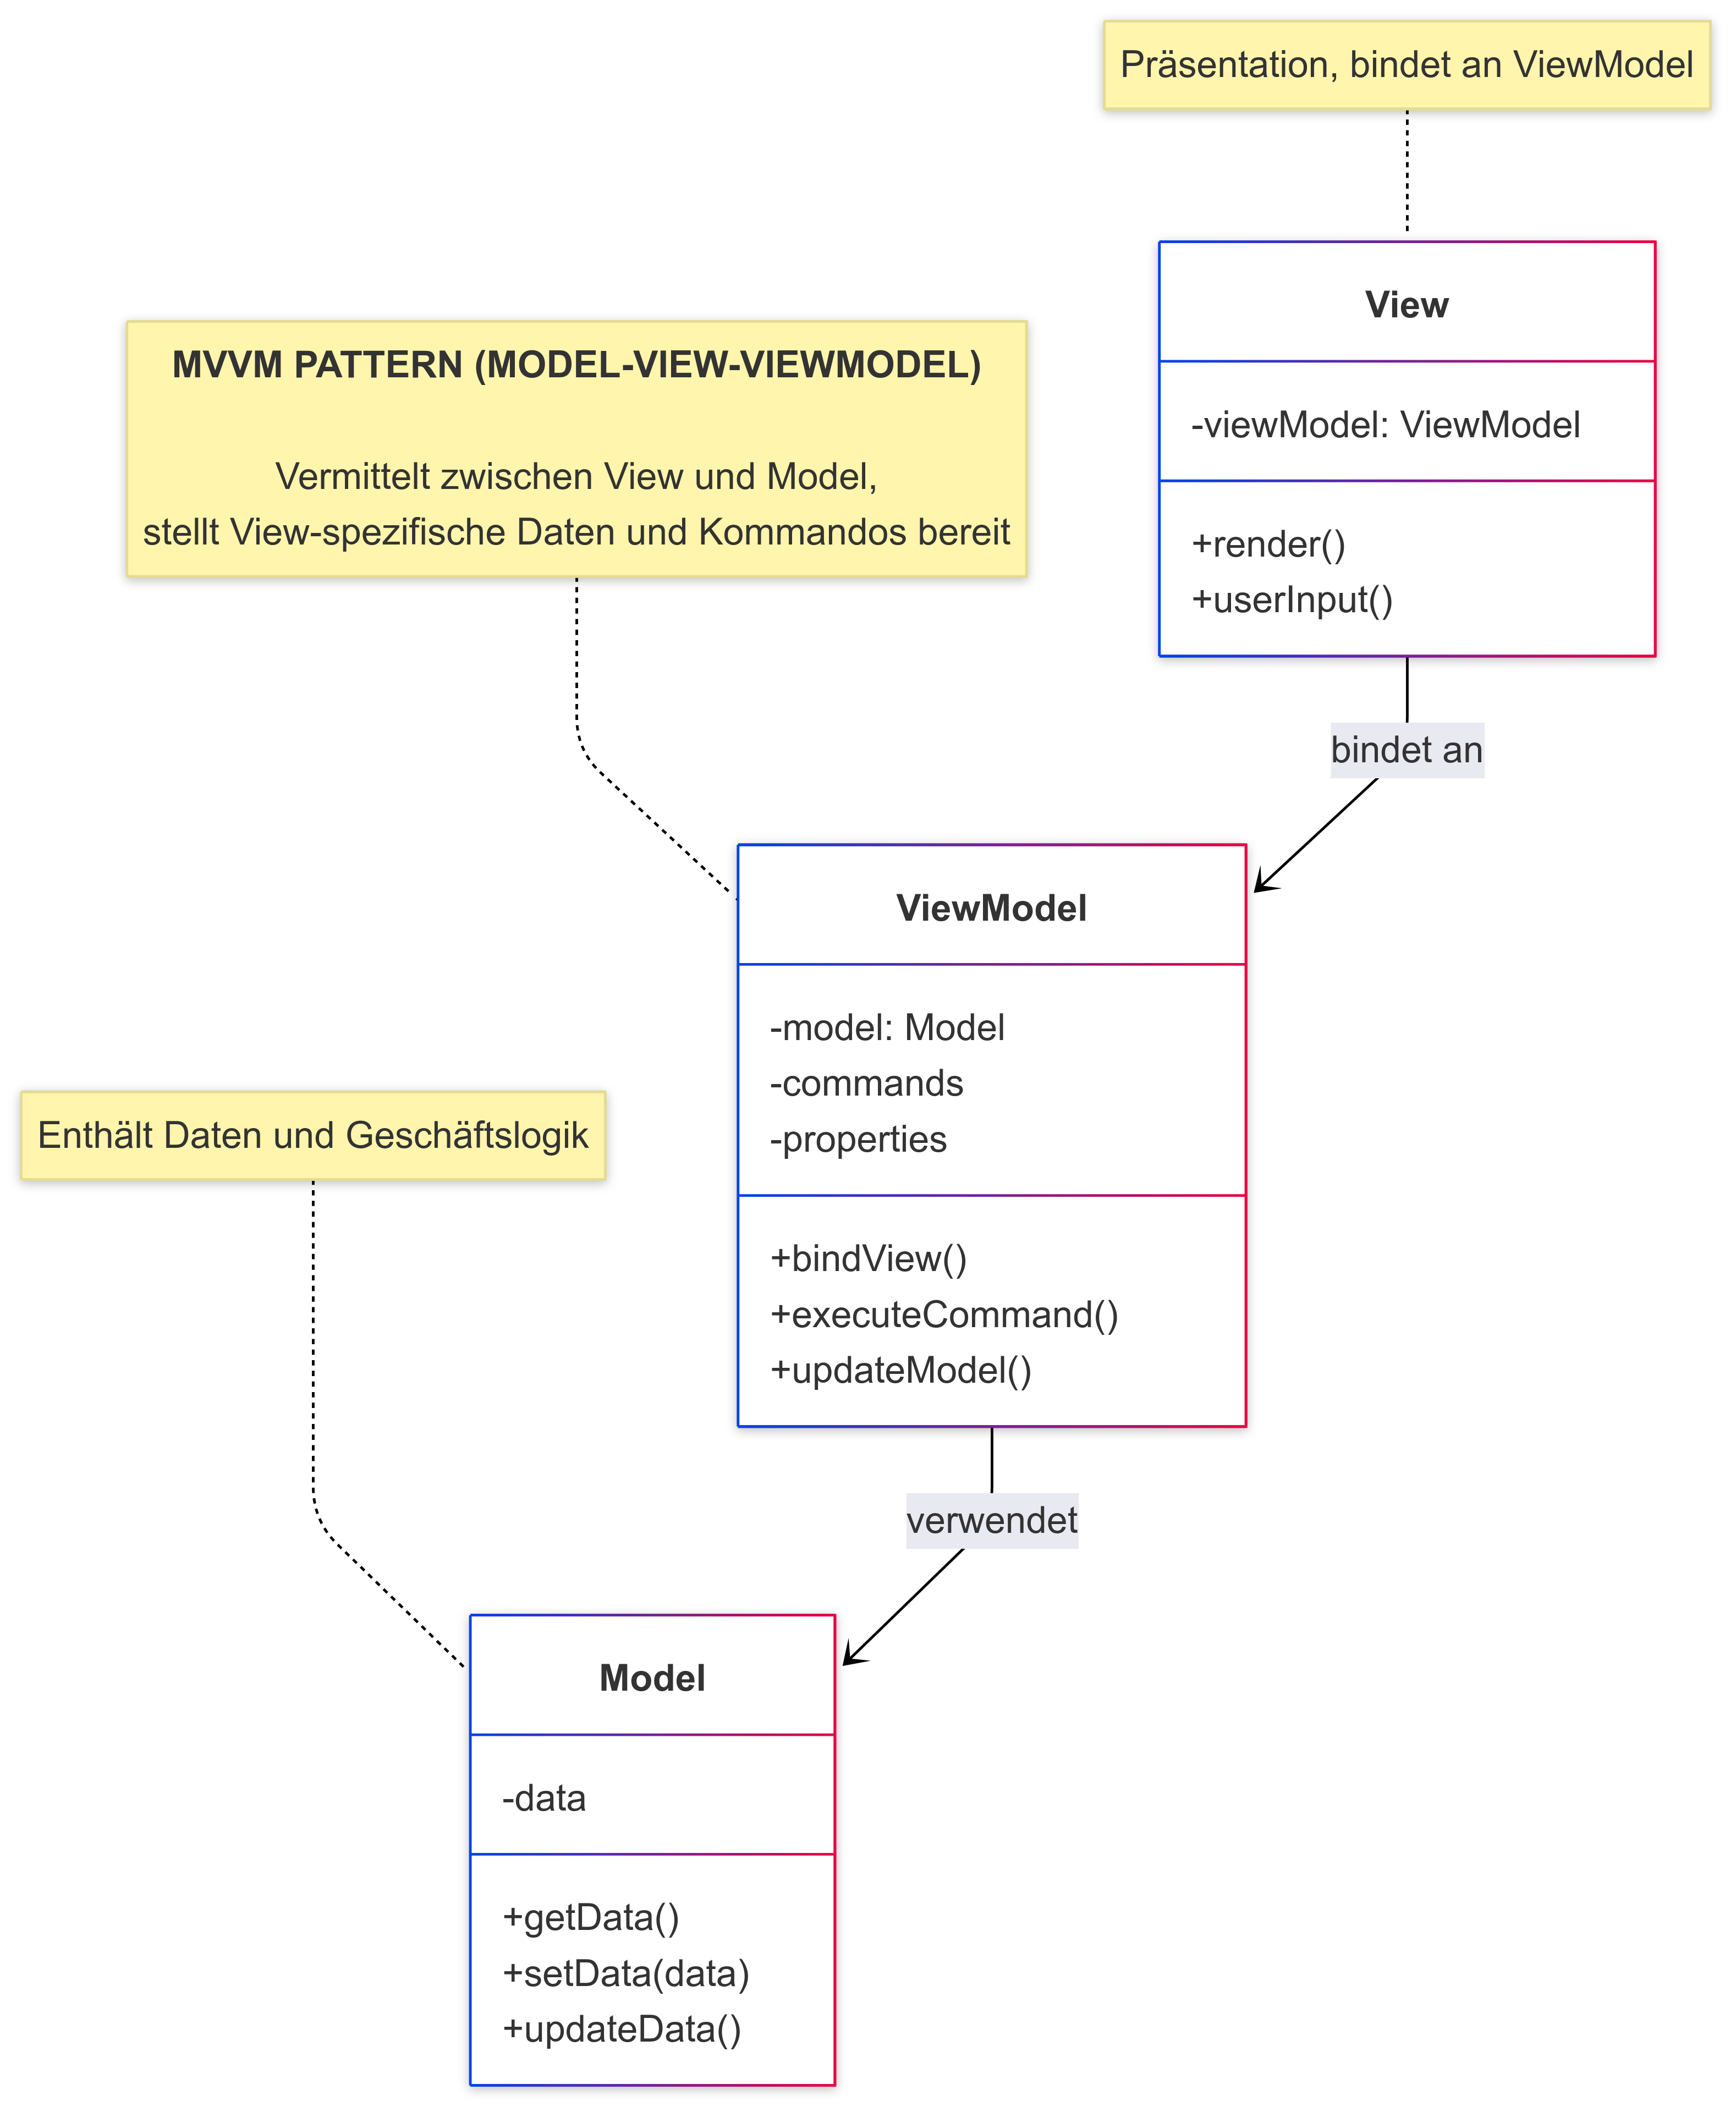 Präsentation, bindet an ViewModel
View
-viewModel: ViewModel
+render()
+userInput()
MVVM PATTERN (MODEL-VIEW-VIEWMODEL)
Vermittelt zwischen View und Model,
stellt View-spezifische Daten und Kommandos bereit
bindet an
ViewModel
-model: Model
-commands
-properties
+bindView()
+executeCommand()
+updateModel()
Enthält Daten und Geschäftslogik
verwendet
Model
-data
+getData()
+setData(data)
+updateData()